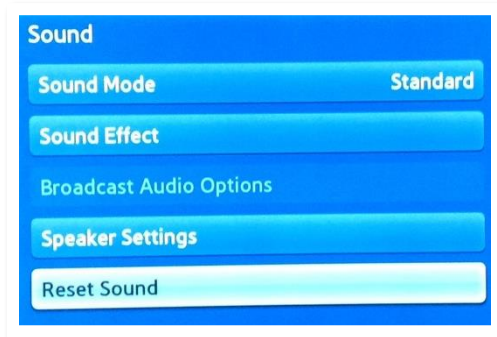 Sound
Sound Mode Standard
Sound Effect
Broadcast Audio Options
Speaker Settings
Reset Sound